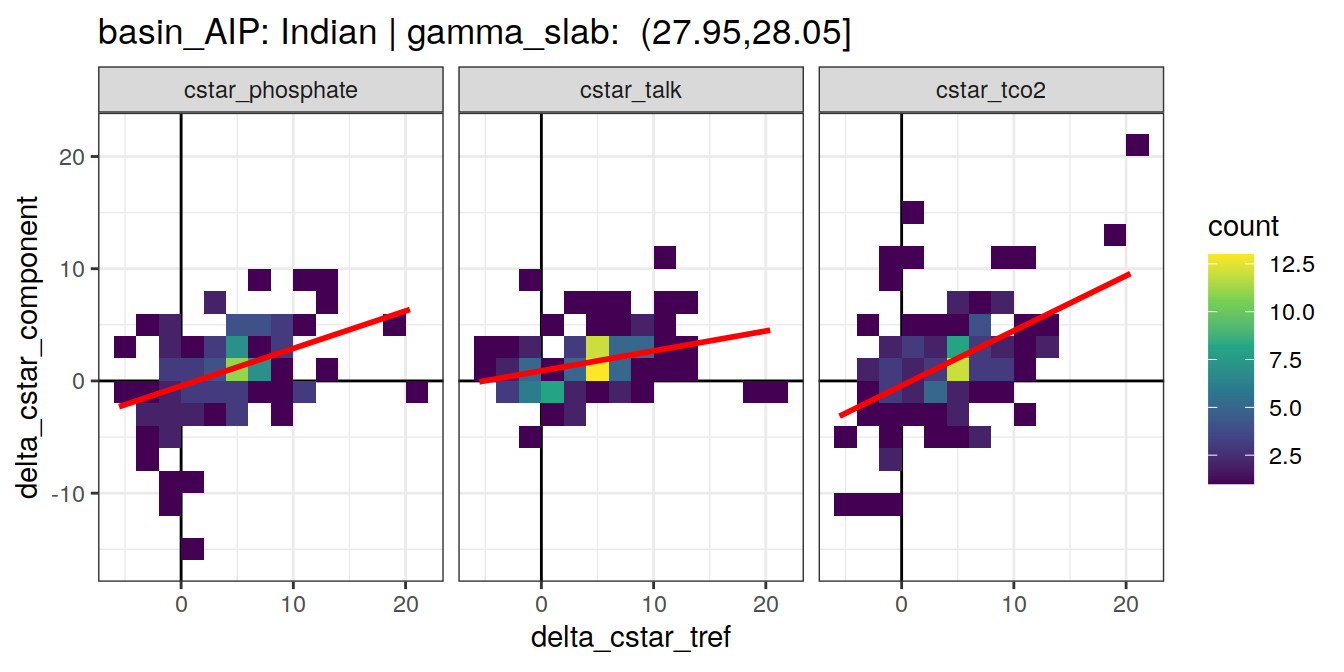 basin_AIP: Indian | gamma_slab:  (27.95,28.05]
cstar_phosphate
cstar_talk
cstar_tco2
delta_cstar_component
20
10
0
-10
0
10
20
0
10
20
0
10
20
delta_cstar_tref
count
12.5
10.0
7.5
5.0
2.5